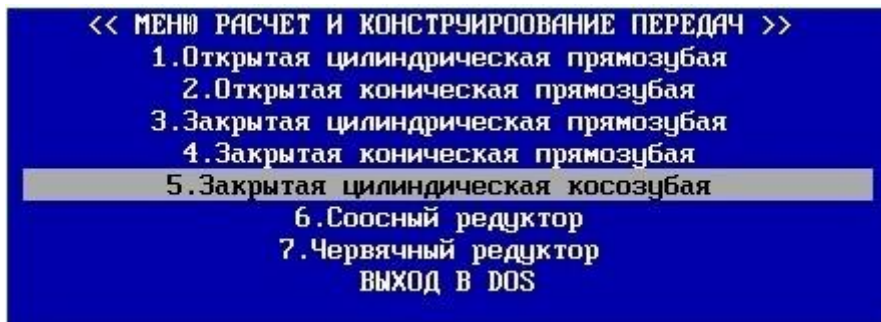 << МЕНЮ РАСЧЕТ И КОНСТРУИРООВАНИЕ ПЕРЕДАЧ >>
1.Открытая цилиндрическая прямозубая
2.Открытая коническая прямозубая
3.Закрытая цилиндрическая прямозубая
4.Закрытая коническая прямозубая
5.Закрытая цилиндическая косозубая
6.Соосный редуктор
7.Червячный редуктор
ВЫХОД В DOS